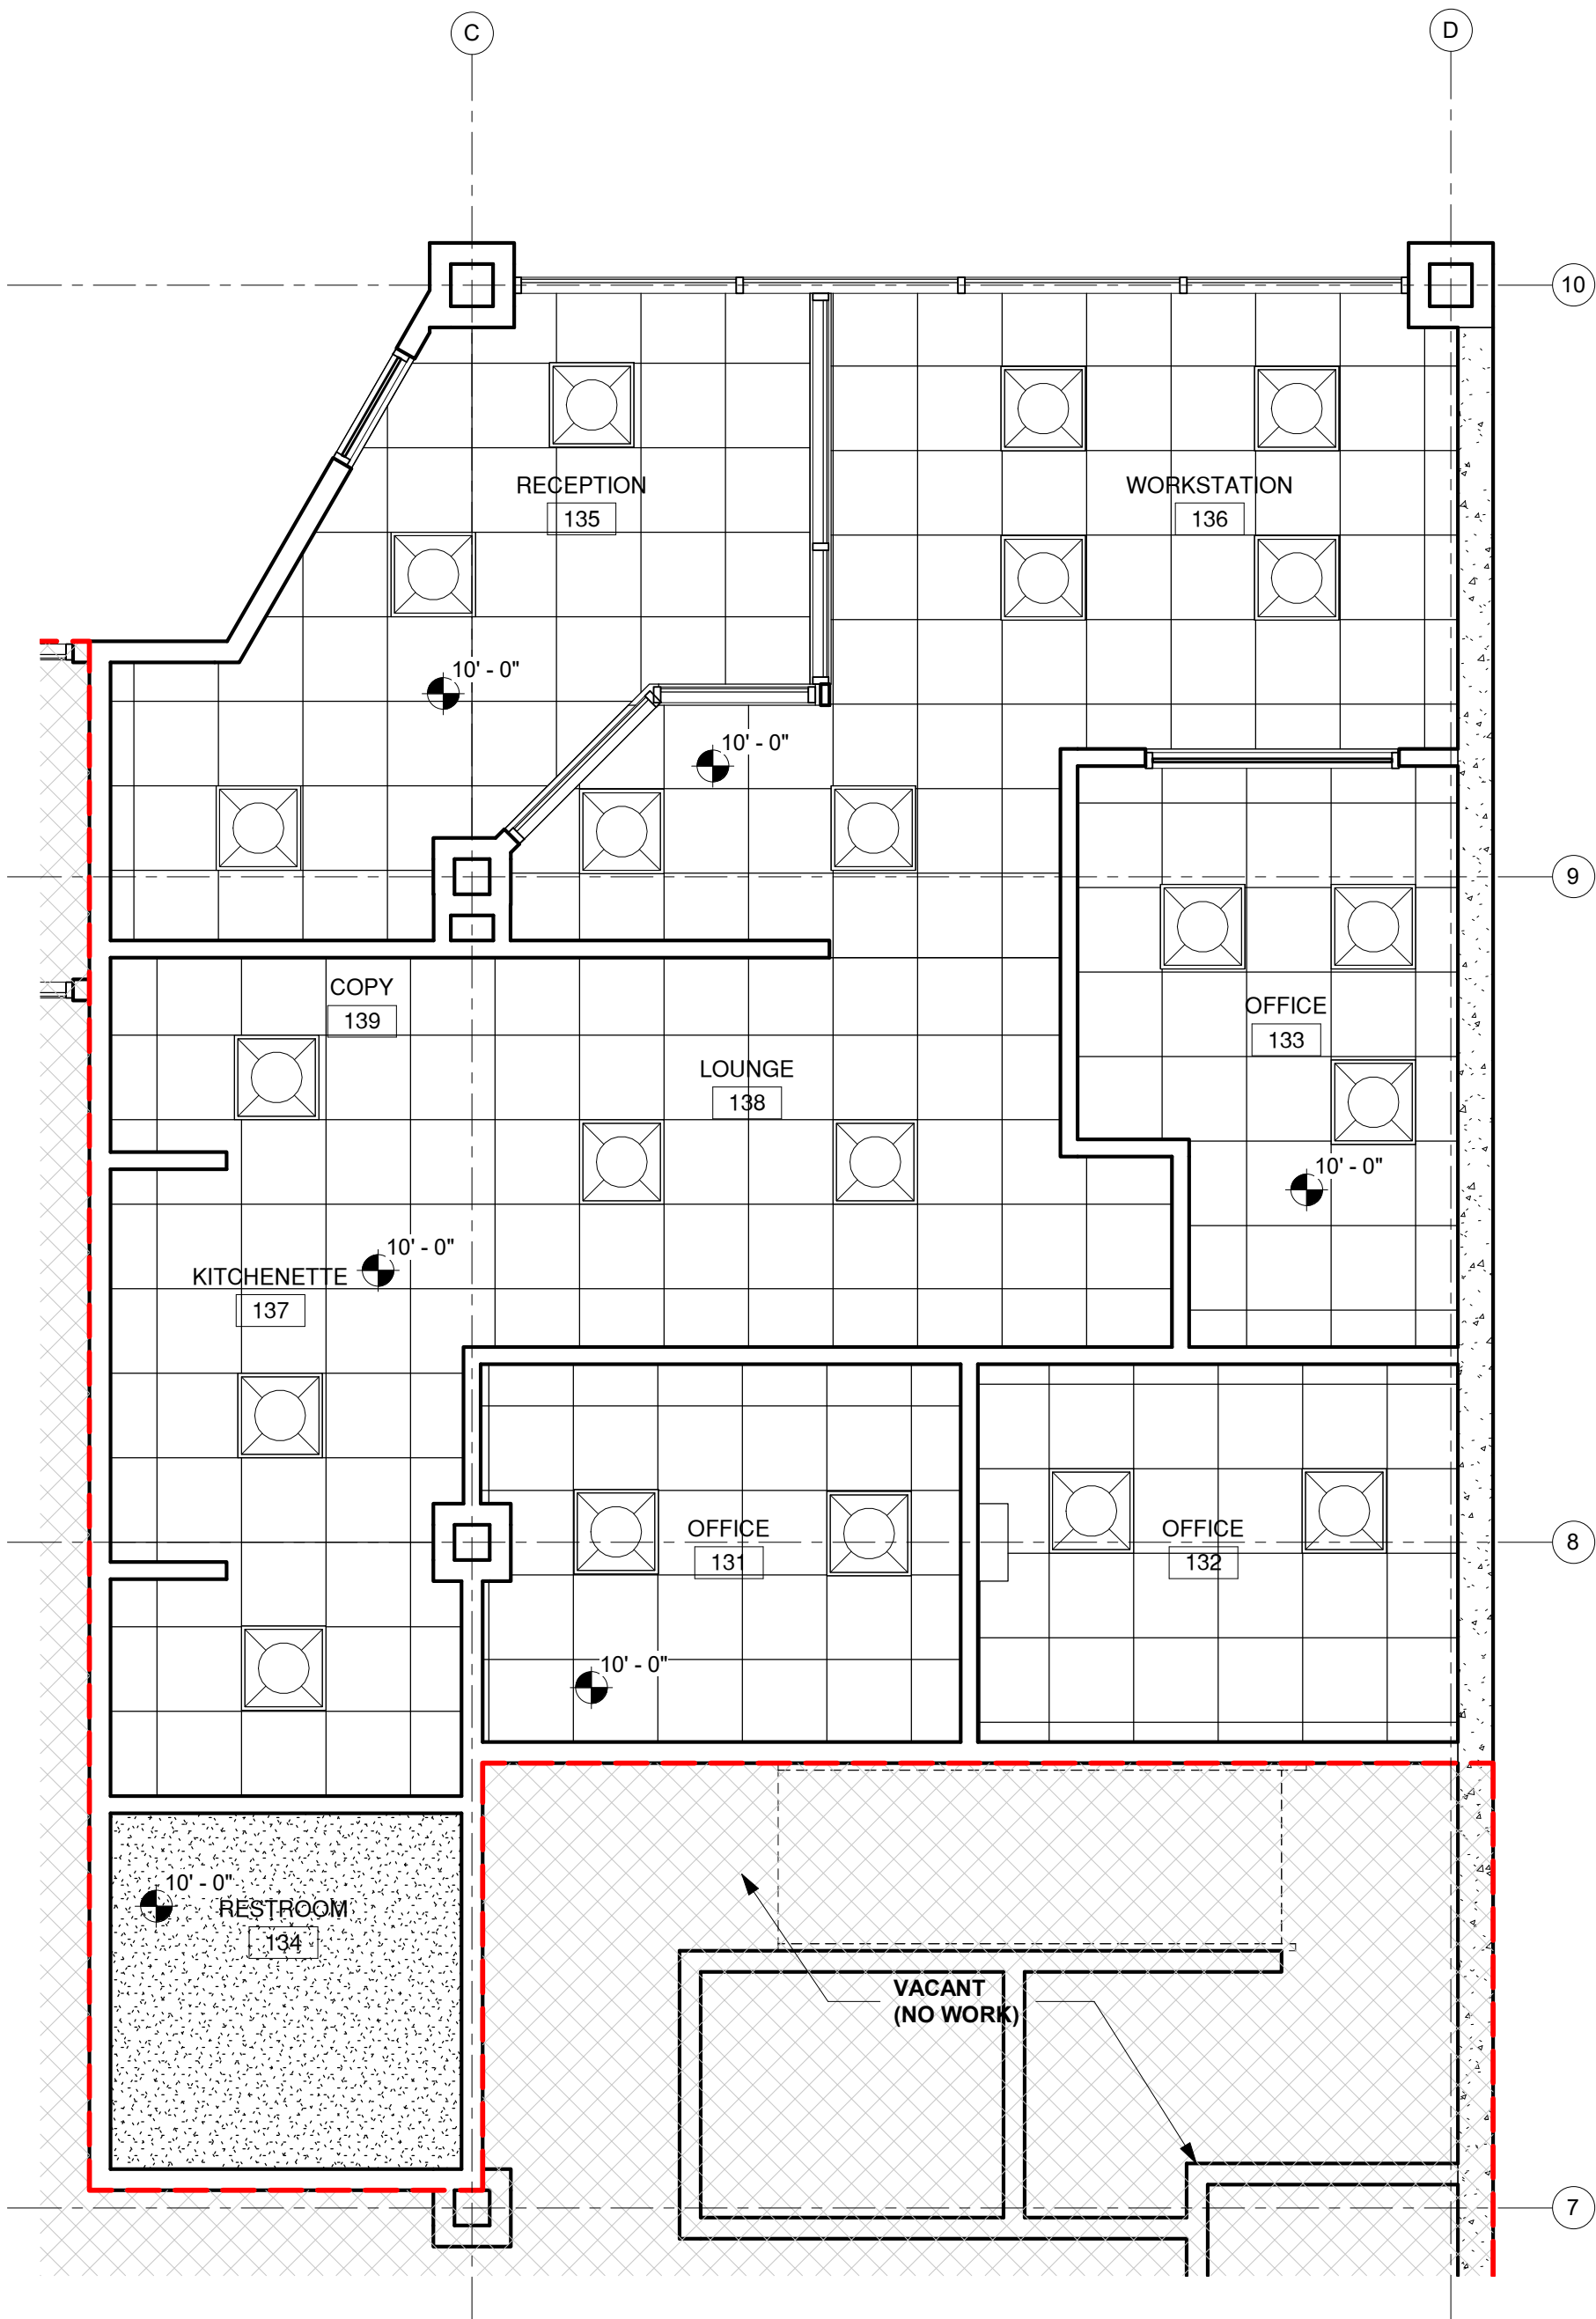 C
D
10
RECEPTION
135
WORKSTATION
136
10' - 0"
10' - 0"
9
COPY
139
OFFICE
133
LOUNGE
138
10' - 0"
10' - 0"
KITCHENETTE
137
OFFICE
131
OFFICE
132
8
10' - 0"
10' - 0"
RESTROOM
134
VACANT
(NO WORK)
7